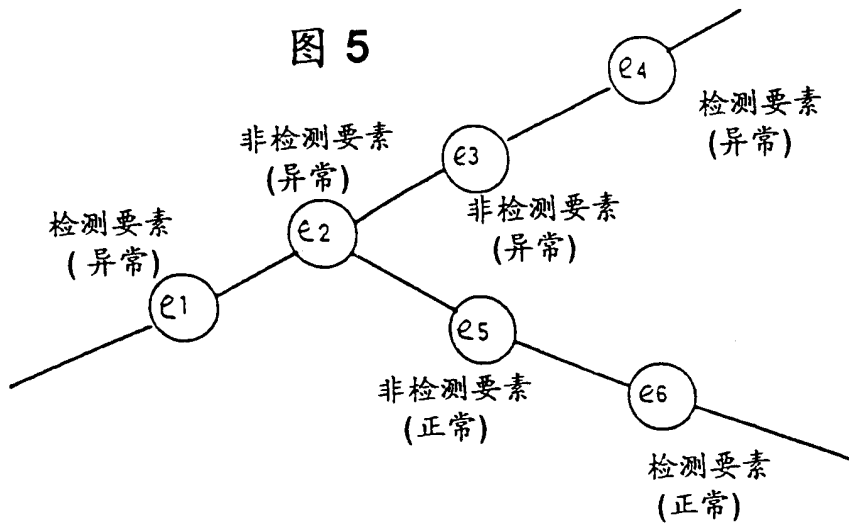 图 5
e4
检测要素
(异常)
非检测要素
(异常)
e3
非检测要素
(异常)
检测要素
(异常)
e2
e1
e5
非检测要素
(正常)
e6
检测要素
(正常)